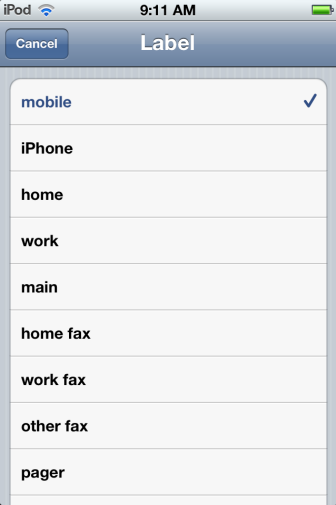 iPod 9:11 AM
Cancel Label
mobile
iPhone
home
work
main
home fax
work fax
other fax
pager